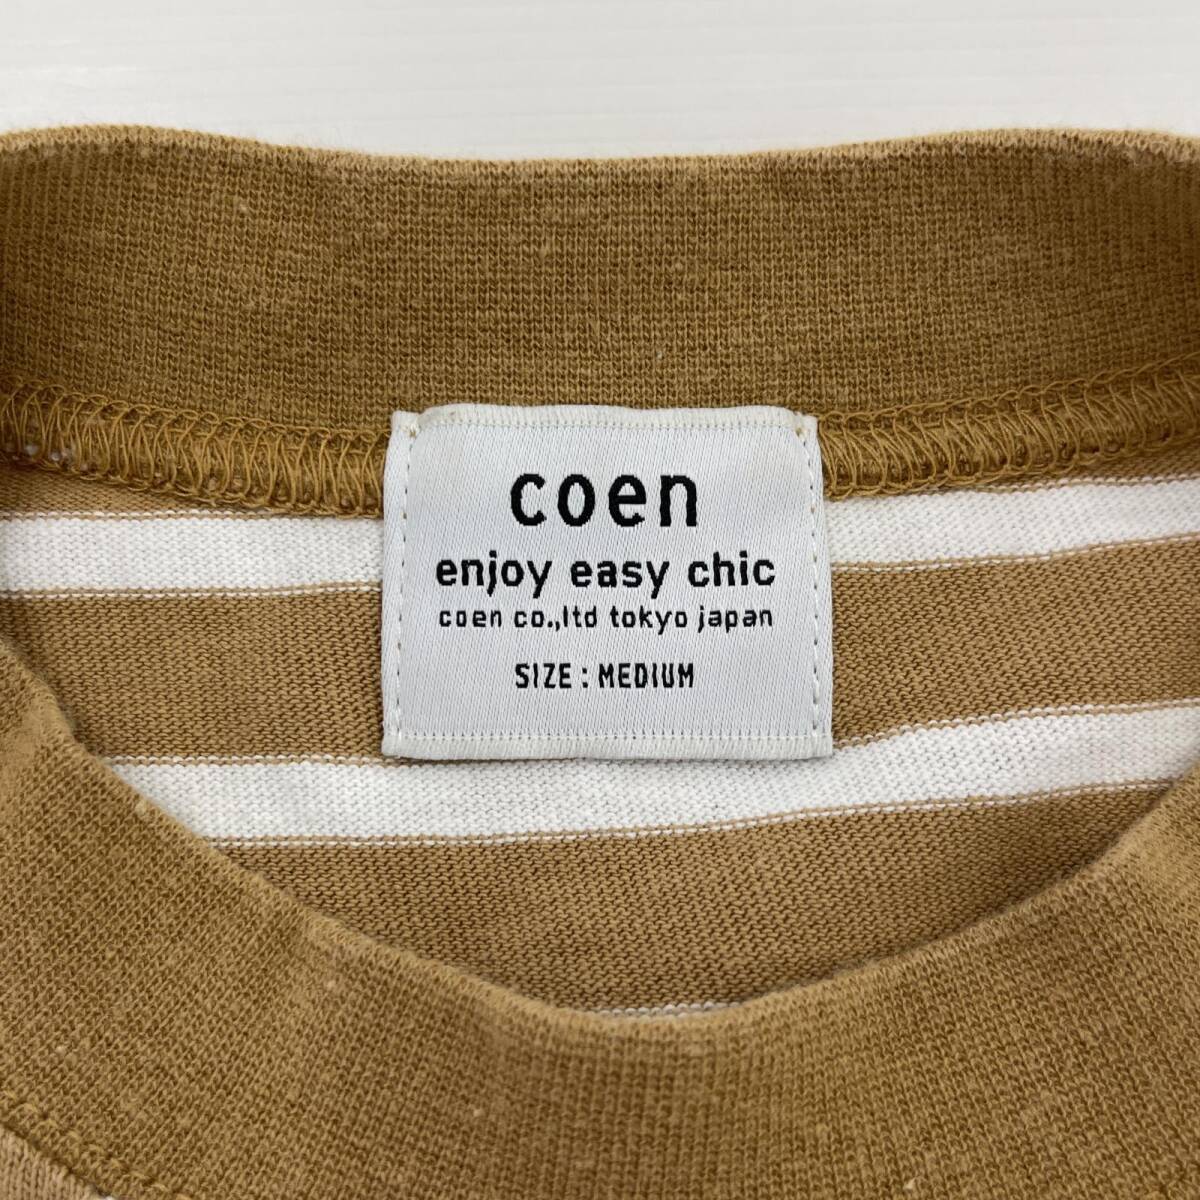 coen
enjoy easy chic
coen co.,ltd tokyo japan
SIZE : MEDIUM